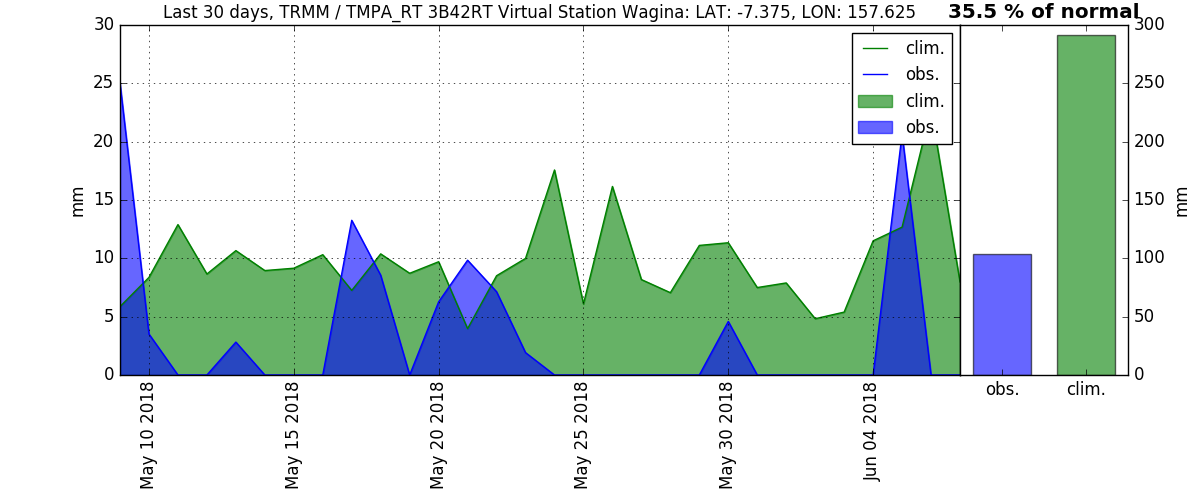 Last 30 days, TRMM / TMPA_RT 3B42RT Virtual Station Wagina: LAT: -7.375, LON: 157.625
35.5 % of normal
30
25
20
15
10
5
0
mm
clim.
obs.
clim.
obs.
May 10 2018
May 15 2018
May 20 2018
May 25 2018
May 30 2018
Jun 04 2018
300
250
200
150
100
50
0
mm
obs.
clim.